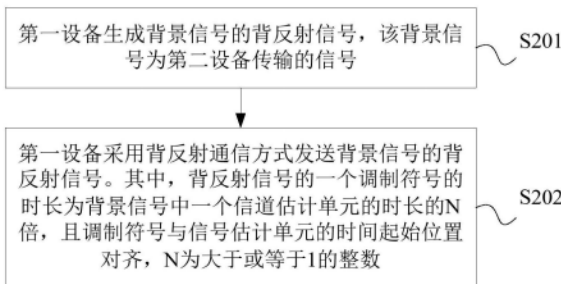 第一设备生成背景信号的背反射信号，该背景信
号为第二设备传输的信号
S201
第一设备采用背反射通信方式发送背景信号的背
反射信号。其中，背反射信号的一个调制符号的
时长为背景信号中一个信道估计单元的时长的N
倍，且调制符号与信号估计单元的时间起始位置
对齐，N为大于或等于1的整数
S202